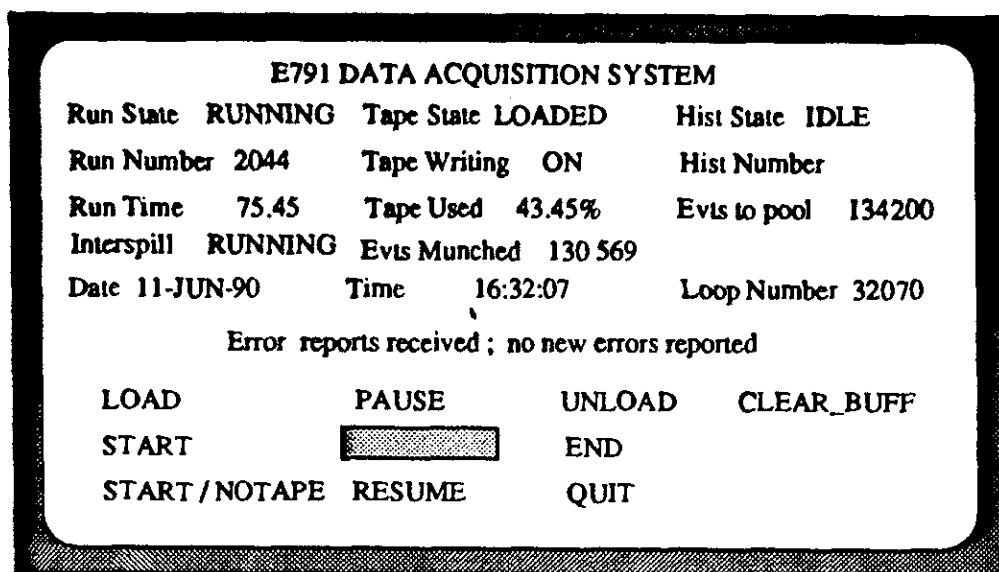 E791 DATA ACQUISITION SYSTEM
Run State RUNNING Tape State LOADED Hist State IDLE
Run Number 2044 Tape Writing ON Hist Number
Run Time 75.45 Tape Used 43.45% Evts to pool 134200
Interspill RUNNING Evts Munched 130 569
Date 11-JUN-90 Time 16:32:07 Loop Number 32070
Error reports received ; no new errors reported
LOAD PAUSE UNLOAD CLEAR_BUFF
START END
START / NOTAPE RESUME QUIT